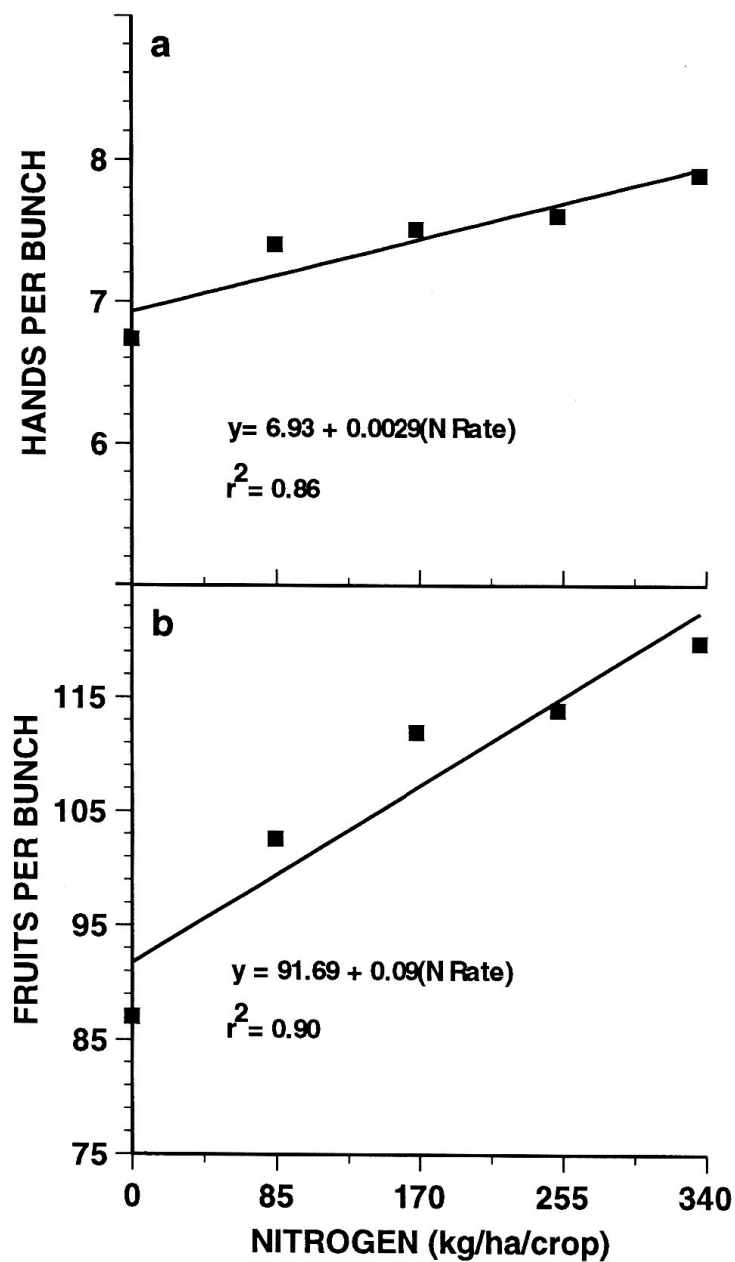 a
HANDS PER BUNCH
8
7
6
y= 6.93 + 0.0029(N Rate)
r²= 0.86
b
FRUITS PER BUNCH
115
105
95
85
75
y = 91.69 + 0.09(N Rate)
r²= 0.90
0 85 170 255 340
NITROGEN (kg/ha/crop)